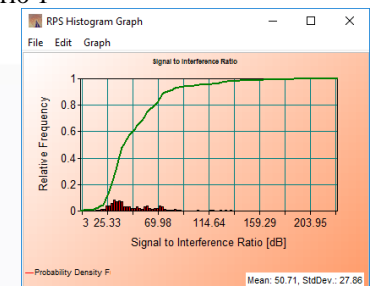 RPS Histogram Graph
File Edit Graph
Signal to Interference Ratio
Relative Frequency
1
0.8
0.6
0.4
0.2
0
3 25.33 69.98 114.64 159.29 203.95
Signal to Interference Ratio [dB]
Probability Density F
Mean: 50.71, StdDev.: 27.86